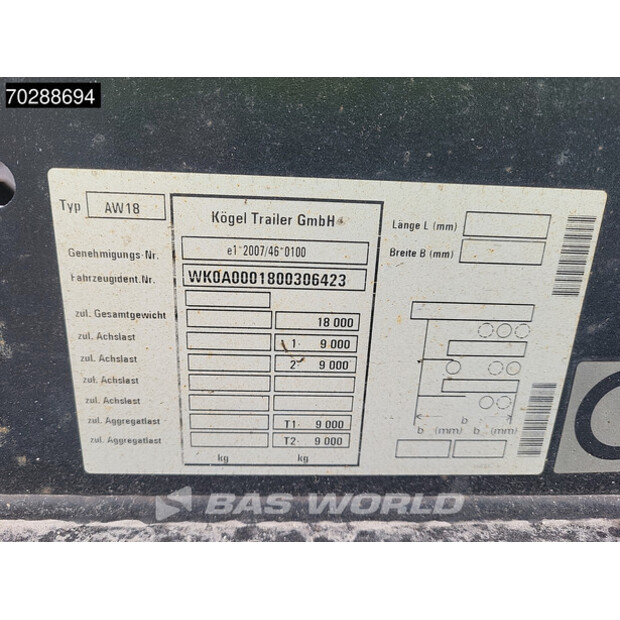 70288694
Typ AW18
Kögel Trailer GmbH
Länge L (mm)
Genehmigungs-Nr. e1*2007/46*0100
Breite B (mm)
Fahrzeugident.Nr. WK0A0001800306423
zul. Gesamtgewicht 18 000
zul. Achslast 1- 9 000
zul. Achslast 2- 9 000
zul. Achslast
zul. Achslast
zul. Aggregatlast T1- 9 000
zul. Aggregatlast T2- 9 000
kg kg
b b
b (mm) b (mm)
BAS WORLD